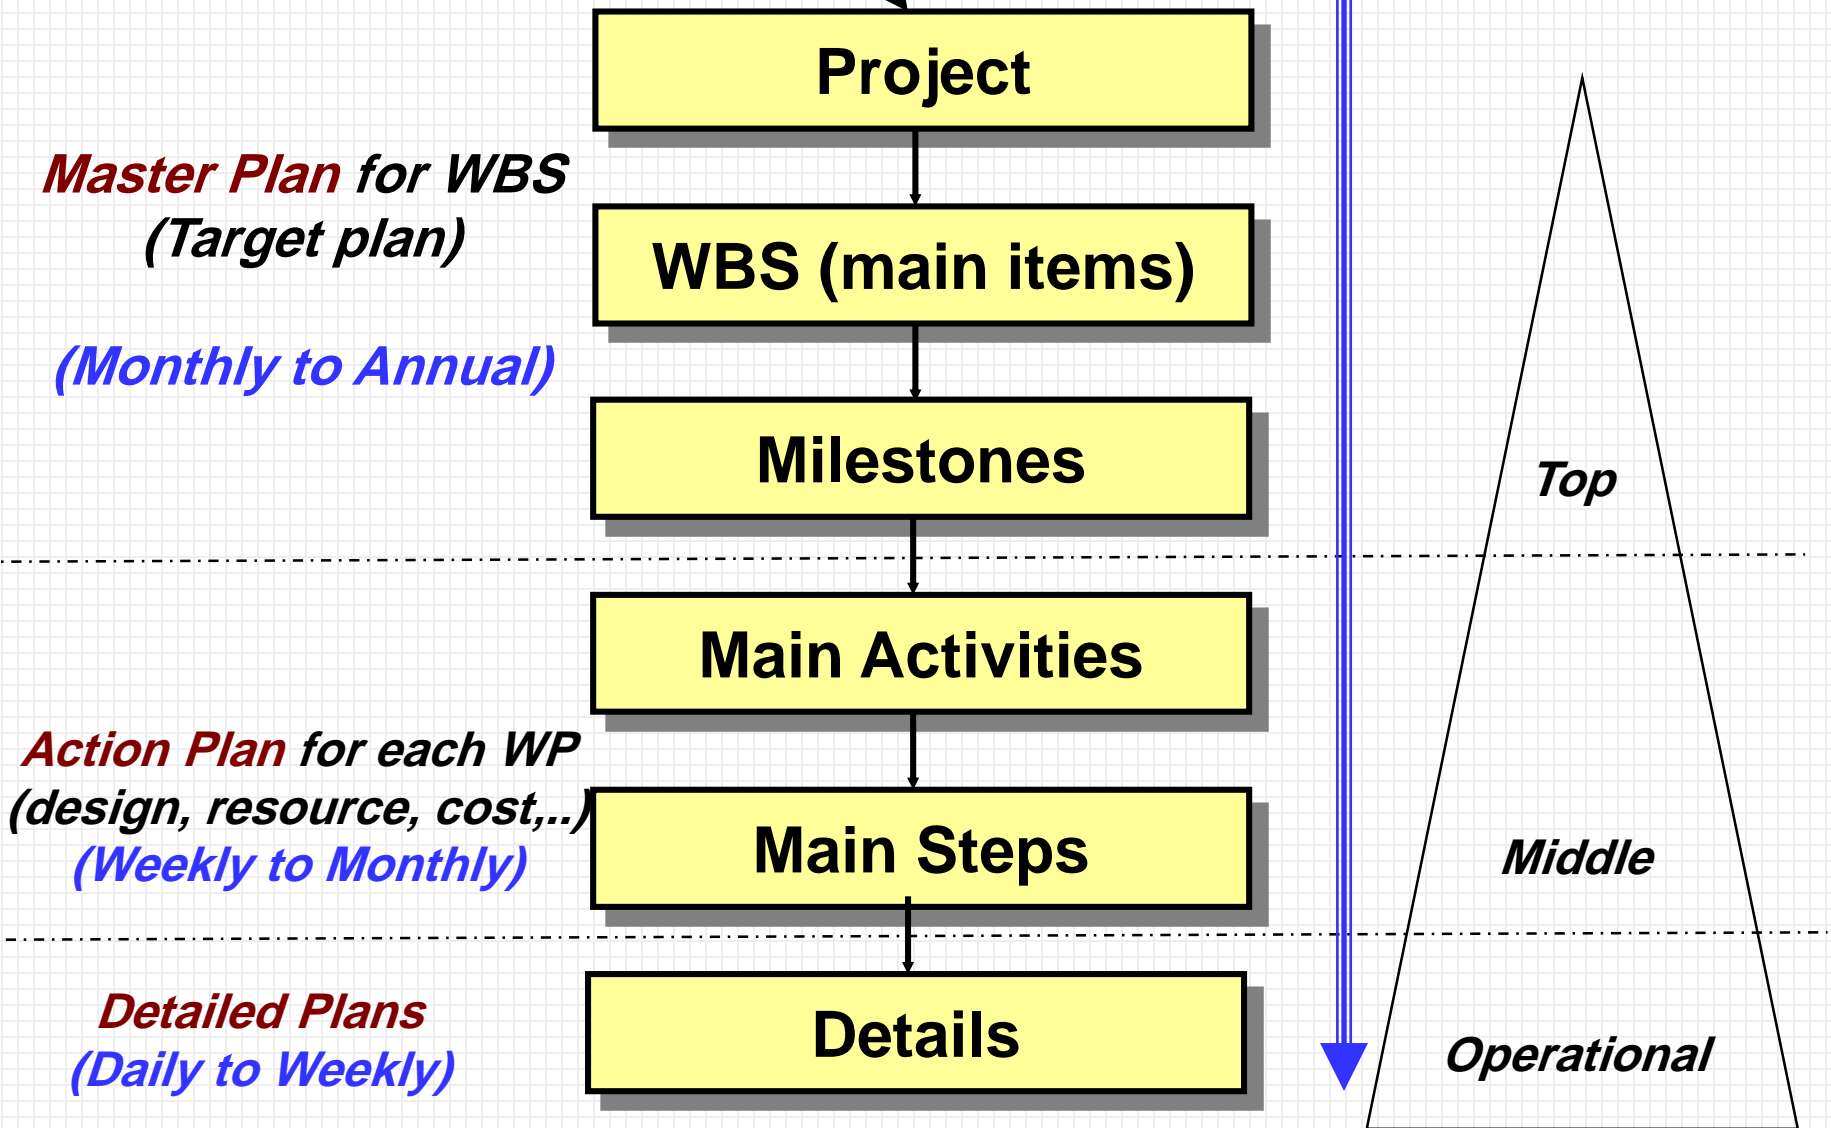 Project
Master Plan for WBS
(Target plan)
WBS (main items)
(Monthly to Annual)
Milestones
Top
Main Activities
Action Plan for each WP
(design, resource, cost,..)
(Weekly to Monthly)
Main Steps
Middle
Detailed Plans
(Daily to Weekly)
Details
Operational